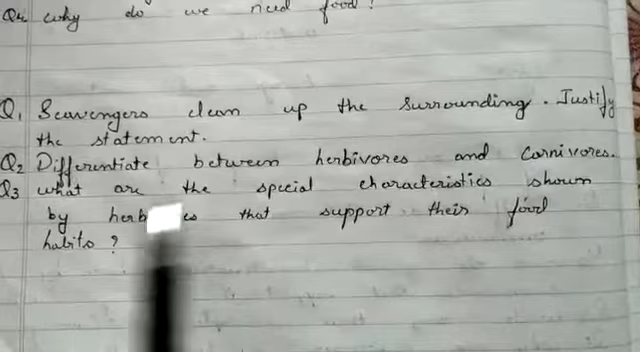 Q4 why do we need food?
Q1 Scavengers clean up the surrounding. Justify
the statement.
Q2 Differentiate between herbivores and Carnivores.
Q3 what are the special characteristics shown
by that support their food
habits?